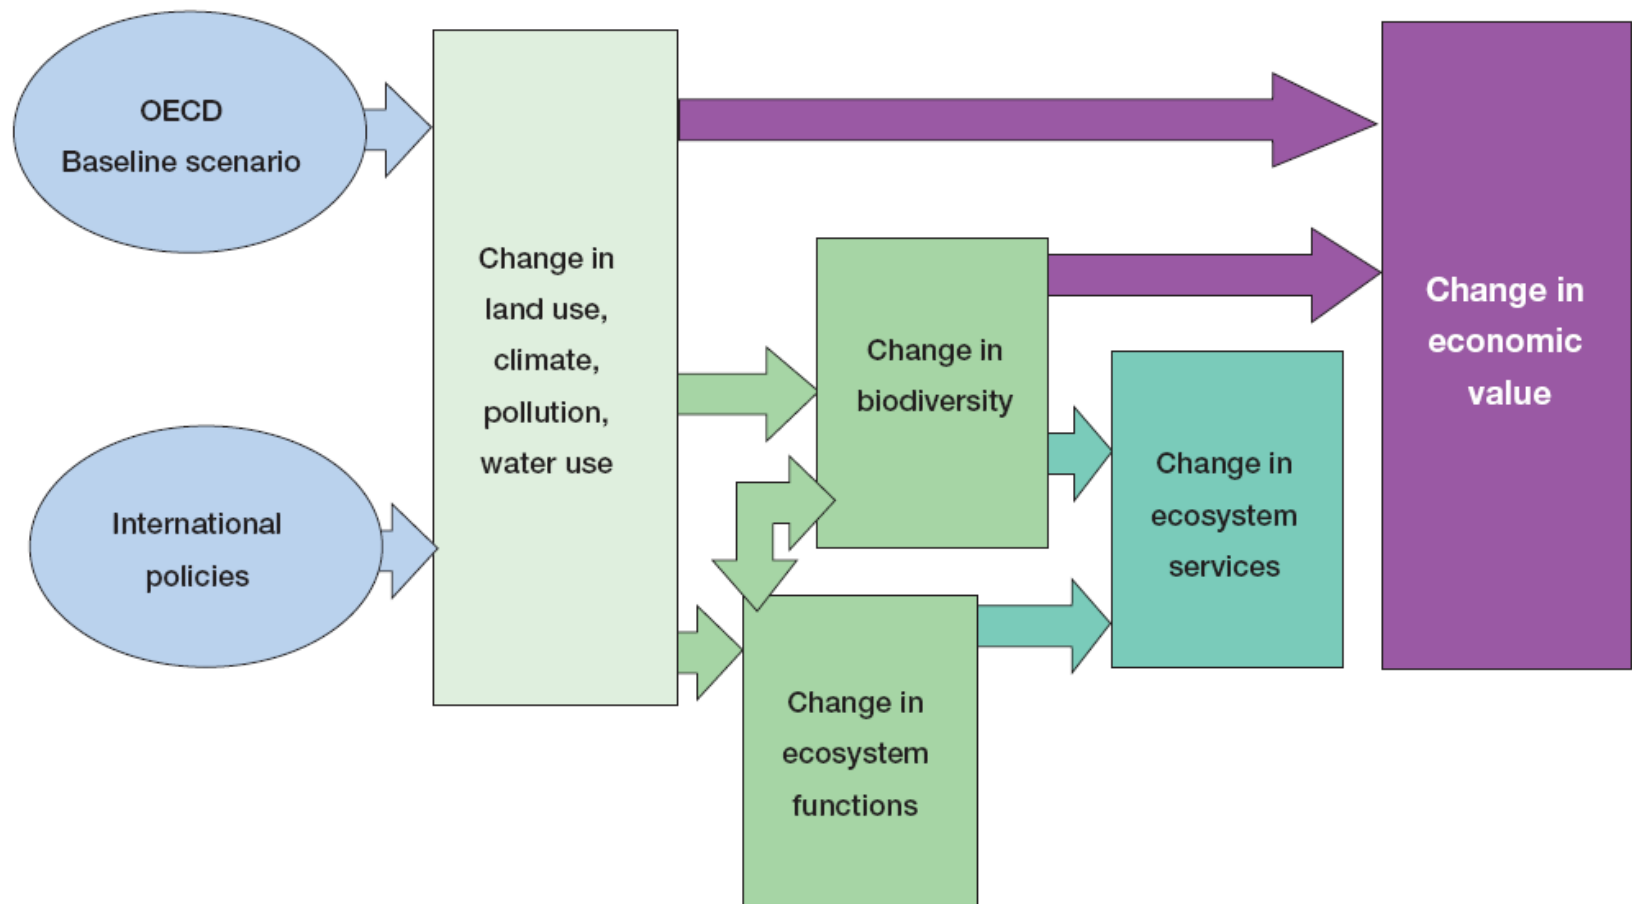 OECD
Baseline scenario
International
policies
Change in
land use,
climate,
pollution,
water use
Change in
biodiversity
Change in
ecosystem
functions
Change in
ecosystem
services
Change in
economic
value